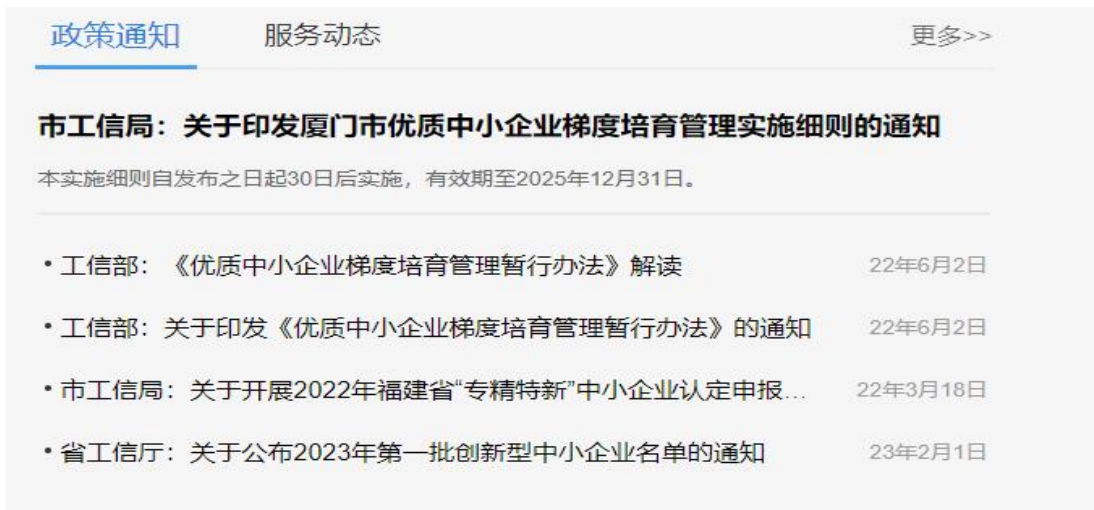 政策通知 服务动态 更多>>
市工信局：关于印发厦门市优质中小企业梯度培育管理实施细则的通知
本实施细则自发布之日起30日后实施，有效期至2025年12月31日。
•工信部：《优质中小企业梯度培育管理暂行办法》解读 22年6月2日
•工信部：关于印发《优质中小企业梯度培育管理暂行办法》的通知 22年6月2日
•市工信局：关于开展2022年福建省“专精特新”中小企业认定申报... 22年3月18日
•省工信厅：关于公布2023年第一批创新型中小企业名单的通知 23年2月1日